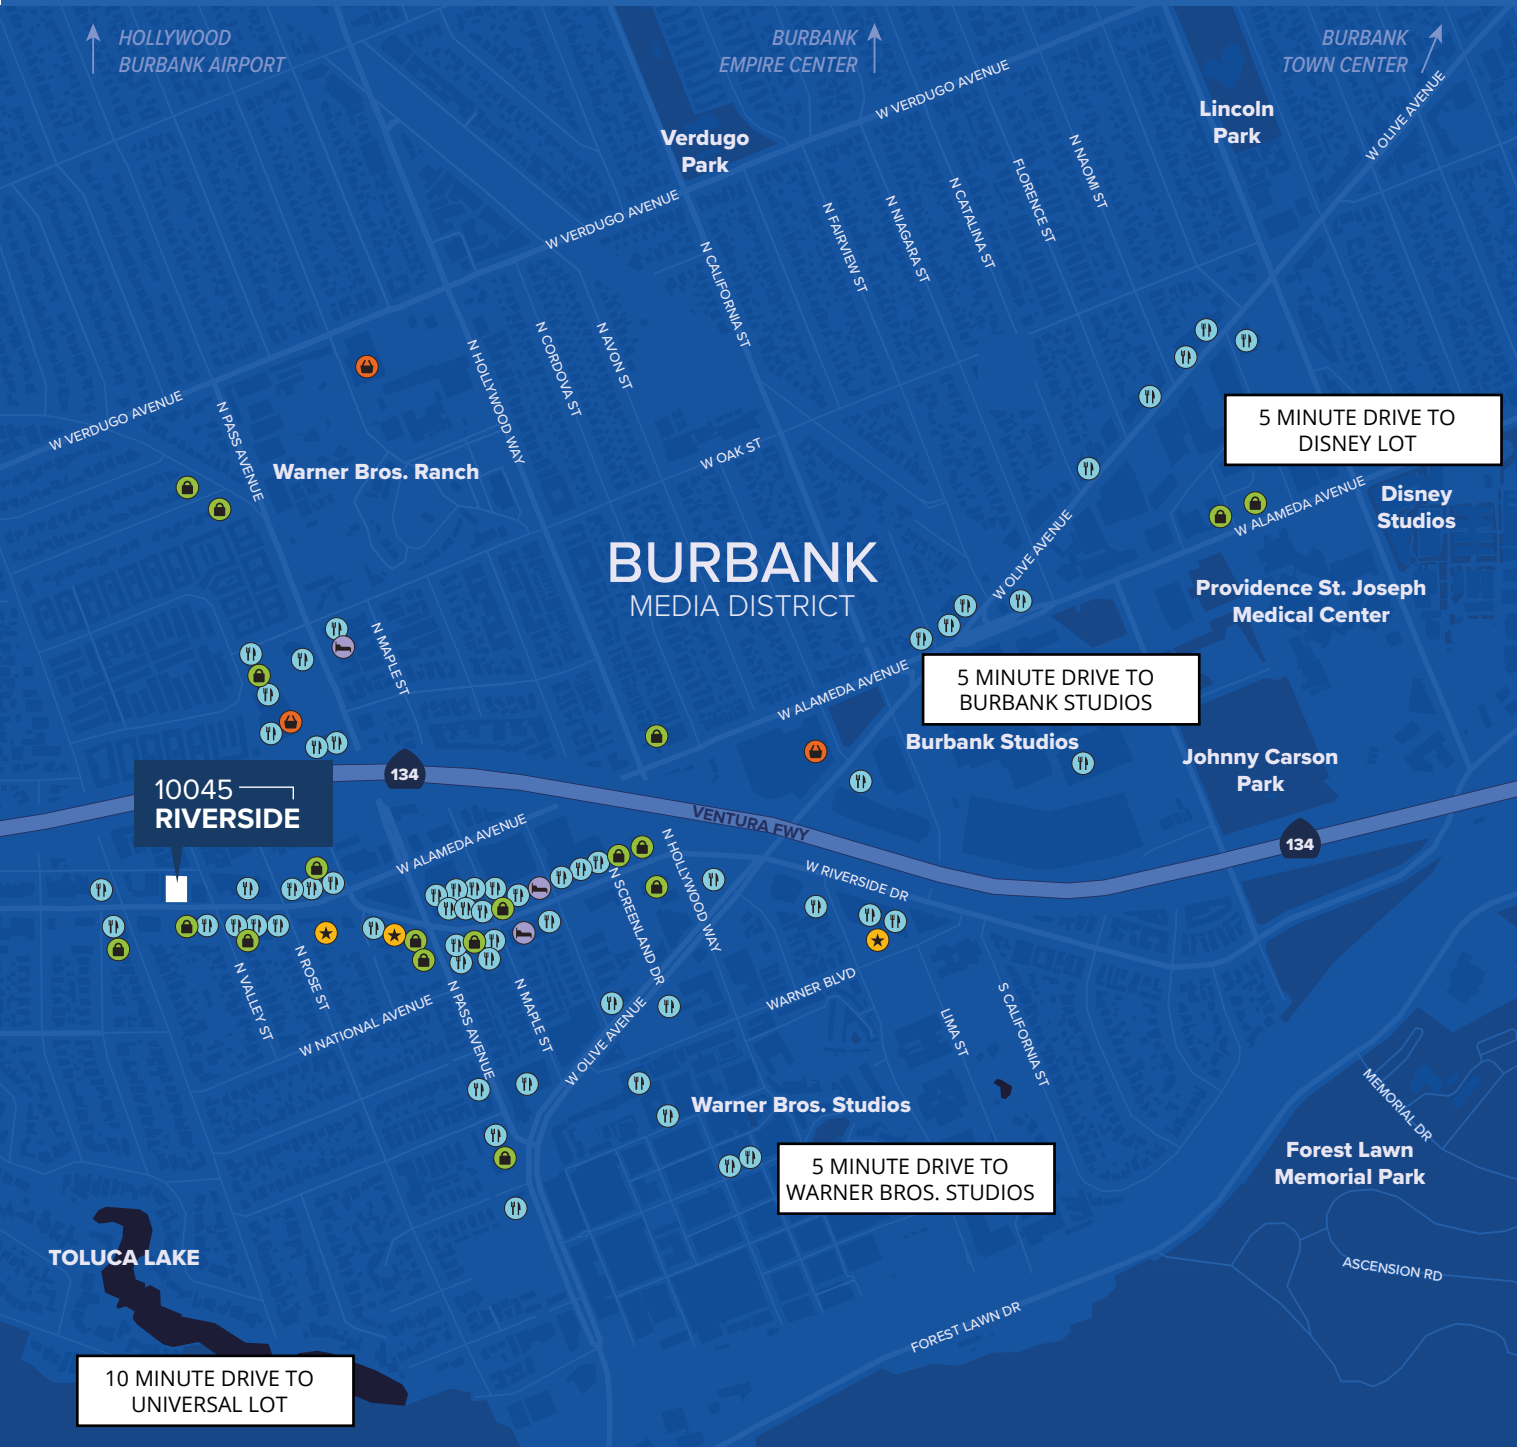 HOLLYWOOD
BURBANK AIRPORT
BURBANK
EMPIRE CENTER
BURBANK
TOWN CENTER
W VERDUGO AVENUE
W OLIVE AVENUE
Lincoln
Park
Verdugo
Park
N NAOMI ST
FLORENCE ST
N CATALINA ST
N NIAGARA ST
N FAIRVIEW ST
W VERDUGO AVENUE
N CALIFORNIA ST
N AVON ST
N CORDOVA ST
N HOLLYWOOD WAY
W VERDUGO AVENUE
N PASS AVENUE
Warner Bros. Ranch
W OAK ST
5 MINUTE DRIVE TO
DISNEY LOT
W ALAMEDA AVENUE
Disney
Studios
W OLIVE AVENUE
BURBANK
MEDIA DISTRICT
Providence St. Joseph
Medical Center
N MAPLE ST
W ALAMEDA AVENUE
5 MINUTE DRIVE TO
BURBANK STUDIOS
Burbank Studios
Johnny Carson
Park
134
10045
RIVERSIDE
VENTURA FWY
134
W ALAMEDA AVENUE
N HOLLYWOOD WAY
W RIVERSIDE DR
N SCREENLAND DR
N VALLEY ST
N ROSE ST
W NATIONAL AVENUE
N PASS AVENUE
N MAPLE ST
W OLIVE AVENUE
WARNER BLVD
LIMA ST
S CALIFORNIA ST
MEMORIAL DR
Warner Bros. Studios
5 MINUTE DRIVE TO
WARNER BROS. STUDIOS
Forest Lawn
Memorial Park
TOLUCA LAKE
ASCENSION RD
FOREST LAWN DR
10 MINUTE DRIVE TO
UNIVERSAL LOT